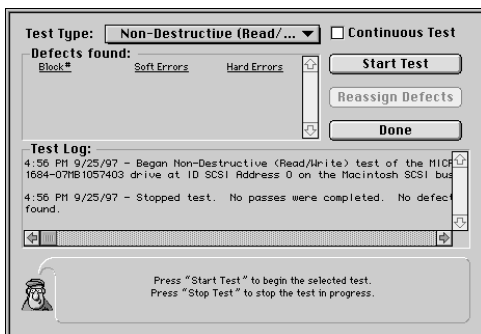 Test Type: Non-Destructive (Read/... Continuous Test
Defects found:
Block# Soft Errors Hard Errors
Start Test
Reassign Defects
Done
Test Log:
4:56 PM 9/25/97 - Began Non-Destructive (Read/Write) test of the MICR
1684-07MB1057403 drive at ID SCSI Address 0 on the Macintosh SCSI bus
4:56 PM 9/25/97 - Stopped test. No passes were completed. No defect
found.
Press "Start Test" to begin the selected test.
Press "Stop Test" to stop the test in progress.